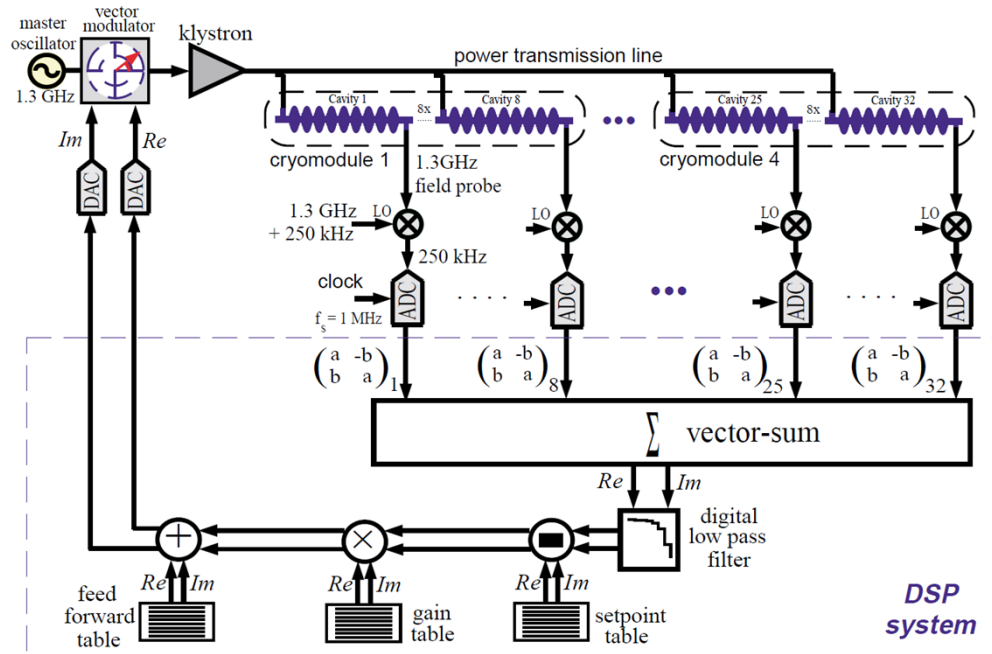 master
oscillator
1.3 GHz
vector
modulator
klystron
power transmission line
Cavity 1
8x
Cavity 8
Cavity 25
8x
Cavity 32
cryomodule 1
cryomodule 4
Im
Re
DAC
DAC
1.3GHz
field probe
1.3 GHz
+ 250 kHz
LO
LO
LO
LO
250 kHz
clock
f_s = 1 MHz
ADC
ADC
ADC
ADC
(a -b
b a)1
(a -b
b a)8
(a -b
b a)25
(a -b
b a)32
Σ vector-sum
Re Im
digital
low pass
filter
+
×
Re Im
Re Im
Re Im
feed
forward
table
gain
table
setpoint
table
DSP
system